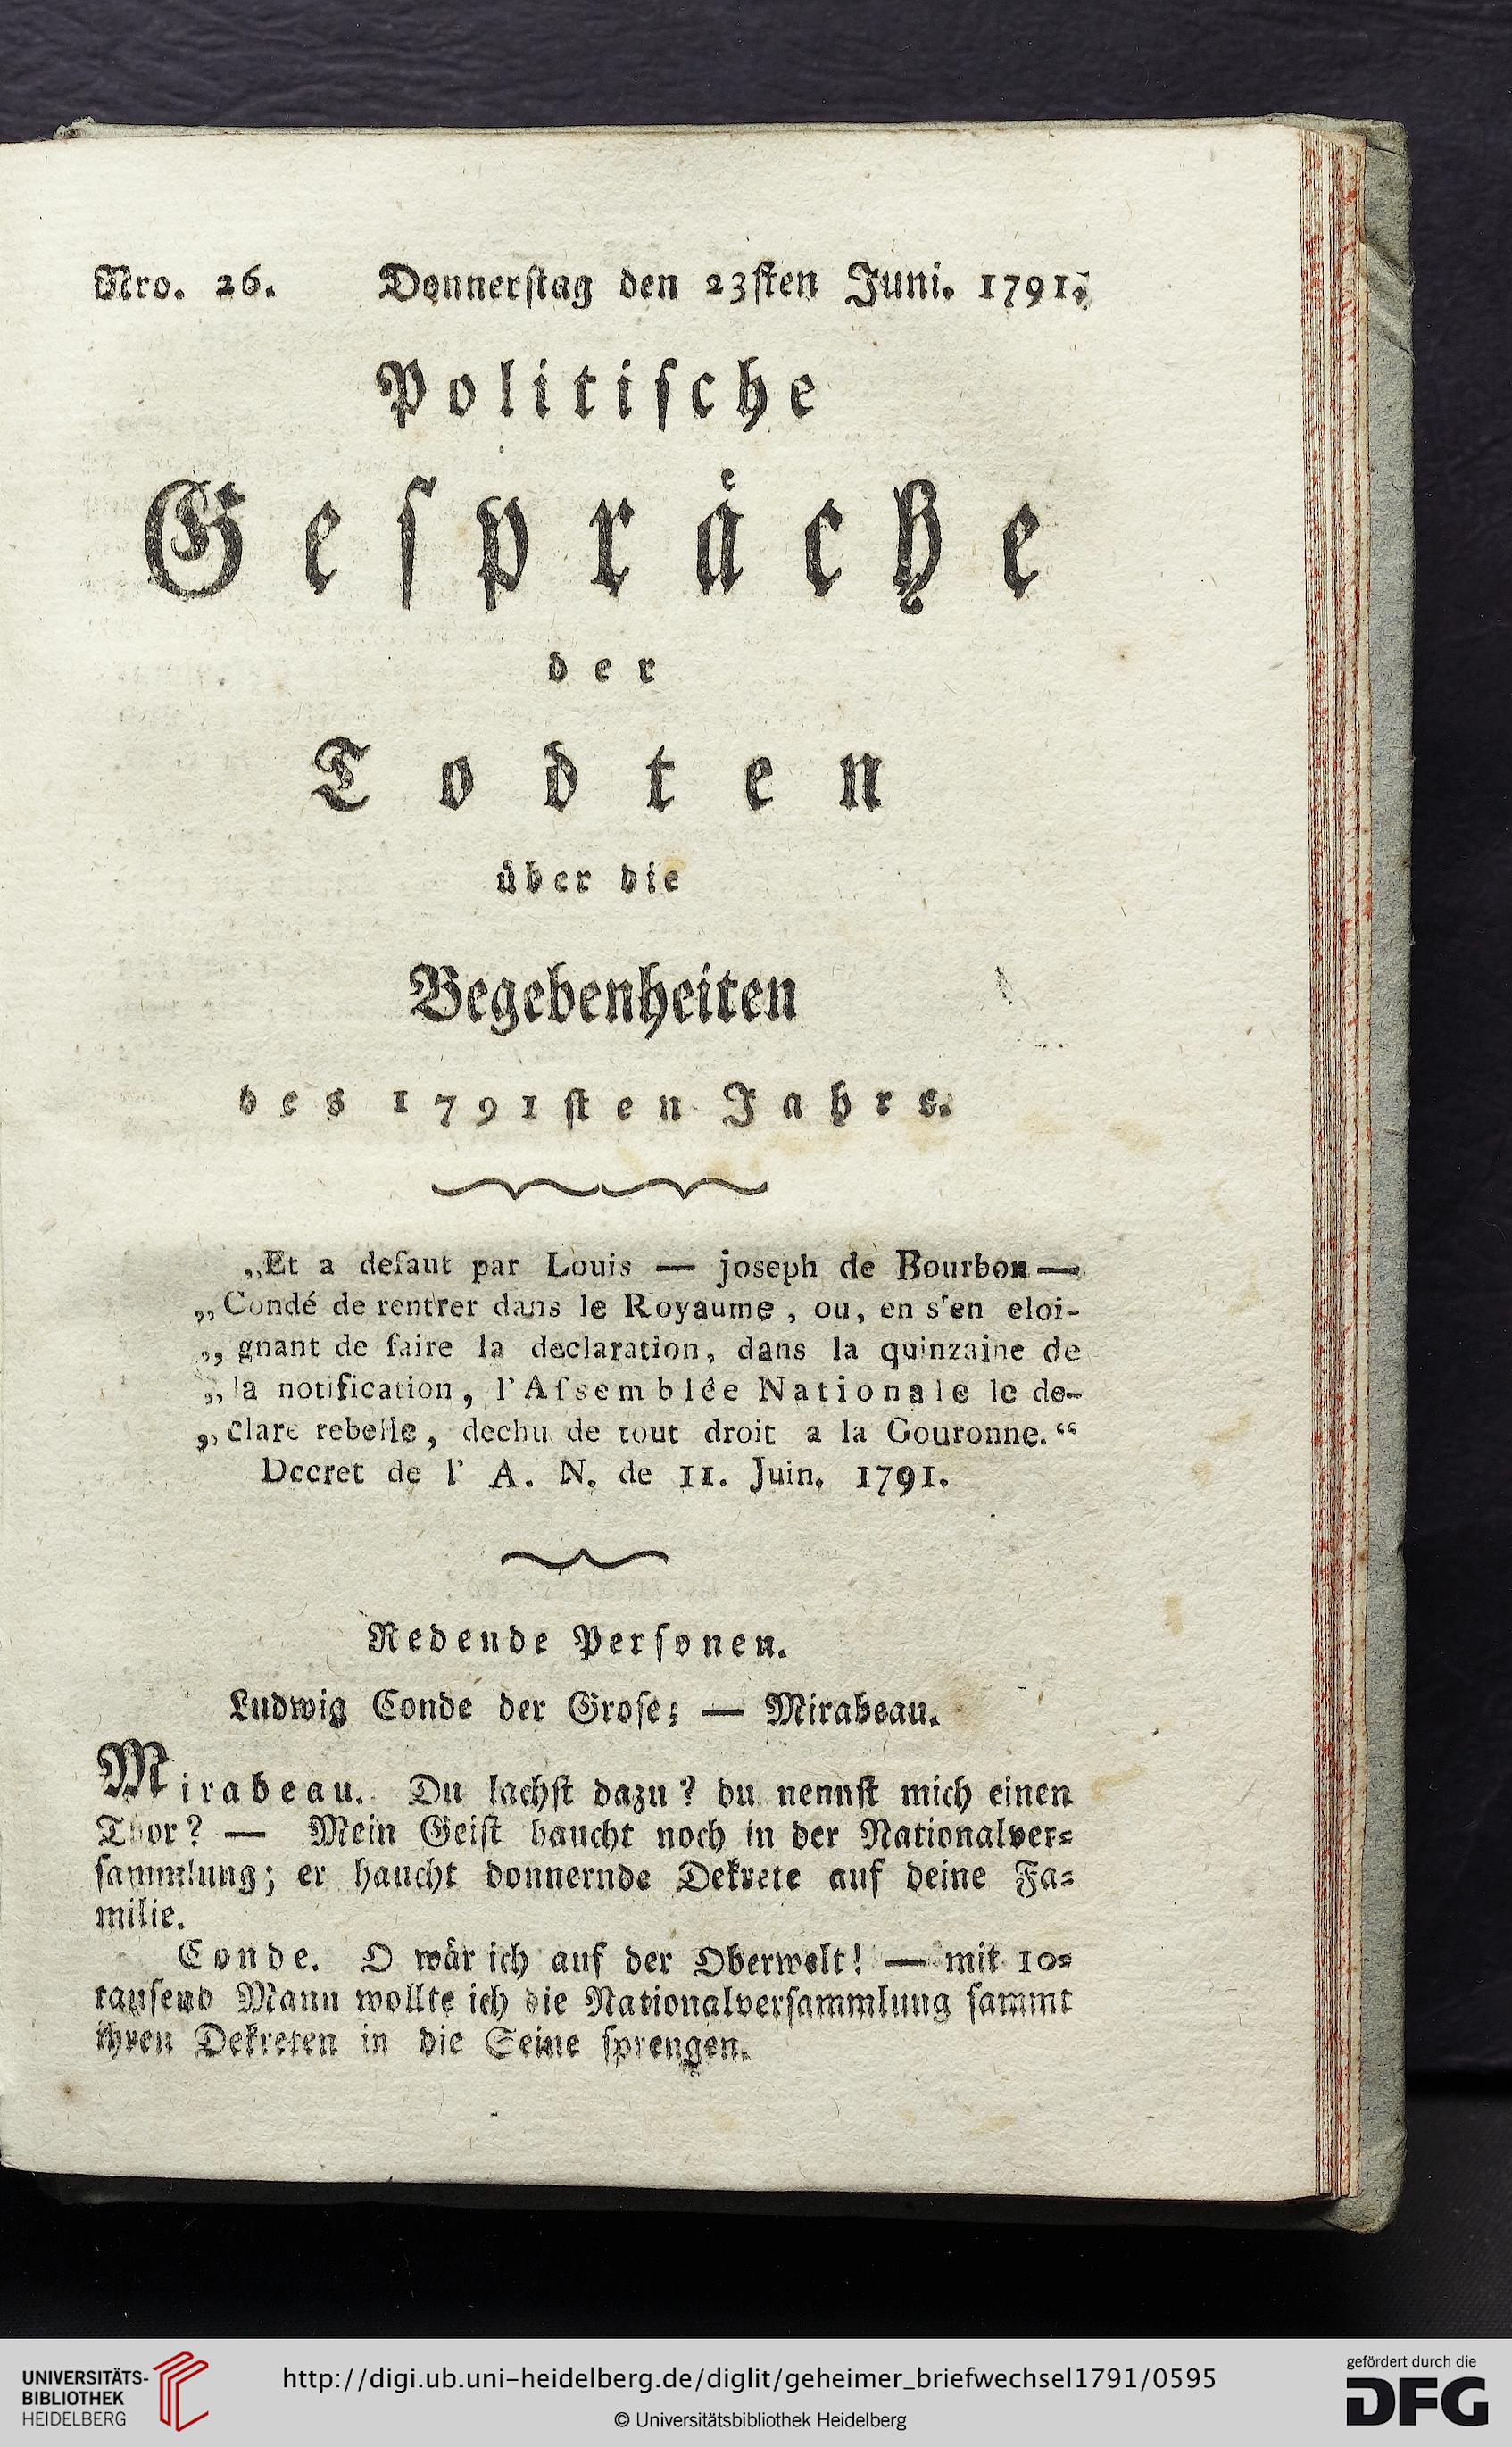 Nro. 26. Donnerſtag den 23ſten Juni. 1791.
Politiſche
Geſpraͤche
der
Todten
uͤber die
Begebenheiten
des 1791ſten Jahrs.
„Et a defaut par Louis — joseph de Bourbon —
„Condé de rentrer dans le Royaume, ou, en s'en eloi-
„gnant de faire la declaration, dans la quinzaine de
„la notification, l'Aſsemblée Nationale le de-
„clare rebelle, dechu de tout droit a la Gouronne.“
Decret de l' A. N. de 11. Juin. 1791.
Redende Perſonen.
Ludwig Conde der Groſe; — Mirabeau.
Mirabeau. Du lachſt dazu? du nennſt mich einen
Thor? — Mein Geiſt haucht noch in der Nationalver⸗
ſammlung; er haucht donnernde Dekrete auf deine Fa⸗
milie.
Conde. O waͤr ich auf der Oberwelt! — mit 10⸗
tauſend Mann wollte ich die Nationalverſammlung ſammt
ihren Dekreten in die Seine ſprengen.
UNIVERSITÄTS-
BIBLIOTHEK
HEIDELBERG
http://digi.ub.uni-heidelberg.de/diglit/geheimer_briefwechsel1791/0595
© Universitätsbibliothek Heidelberg
gefördert durch die
DFG